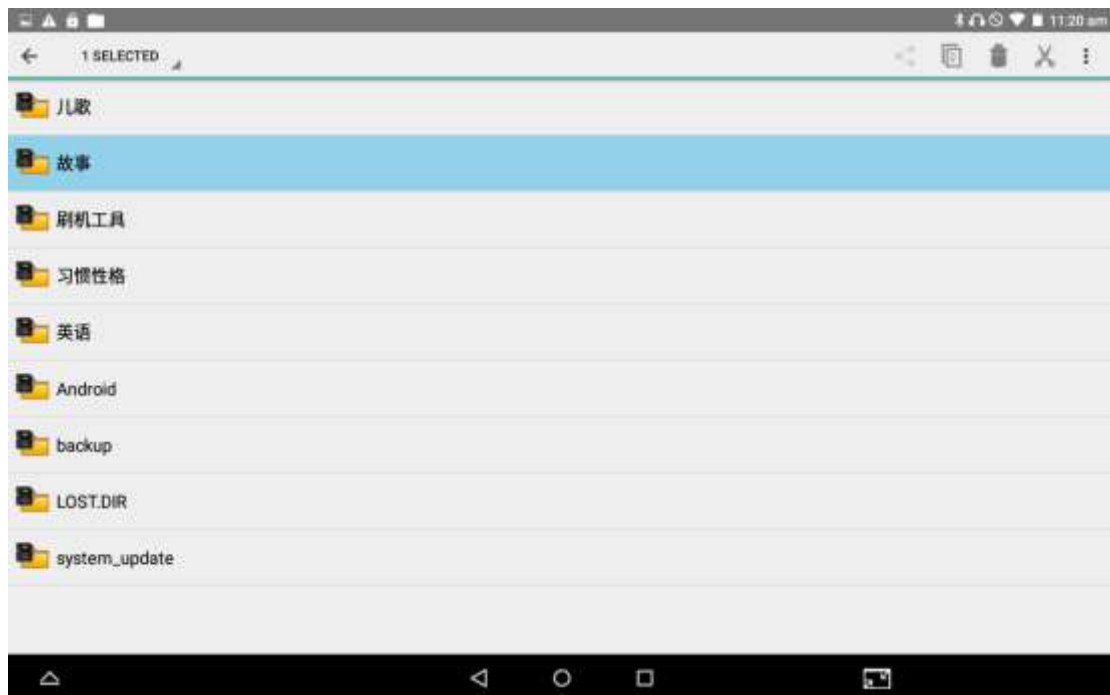 11:20 am
1 SELECTED
儿歌
故事
刷机工具
习惯性格
英语
Android
backup
LOST.DIR
system_update